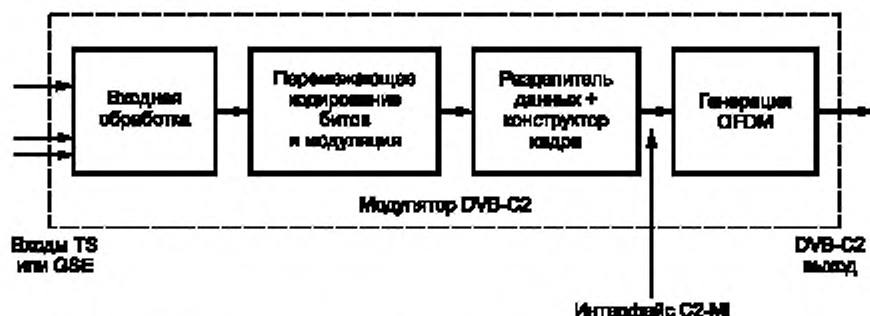 Входная
обработка
Перемежающее
кодирование
битов
и модуляция
Разделитель
данных +
конструктор
кадра
Генерация
OFDM
Модулятор DVB-C2
Входы TS
или GSE
DVB-C2
выход
Интерфейс C2-MI